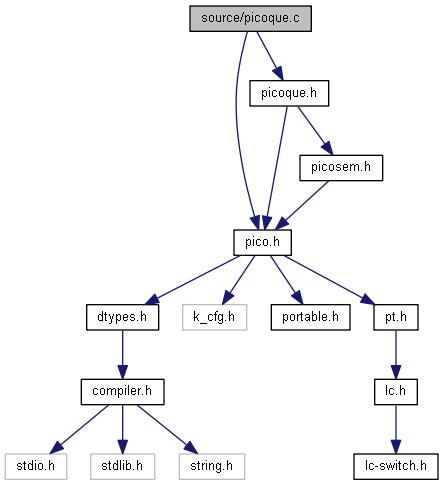 source/picoque.c
picoque.h
picosem.h
pico.h
dtypes.h
k_cfg.h
portable.h
pt.h
compiler.h
lc.h
stdio.h
stdlib.h
string.h
lc-switch.h